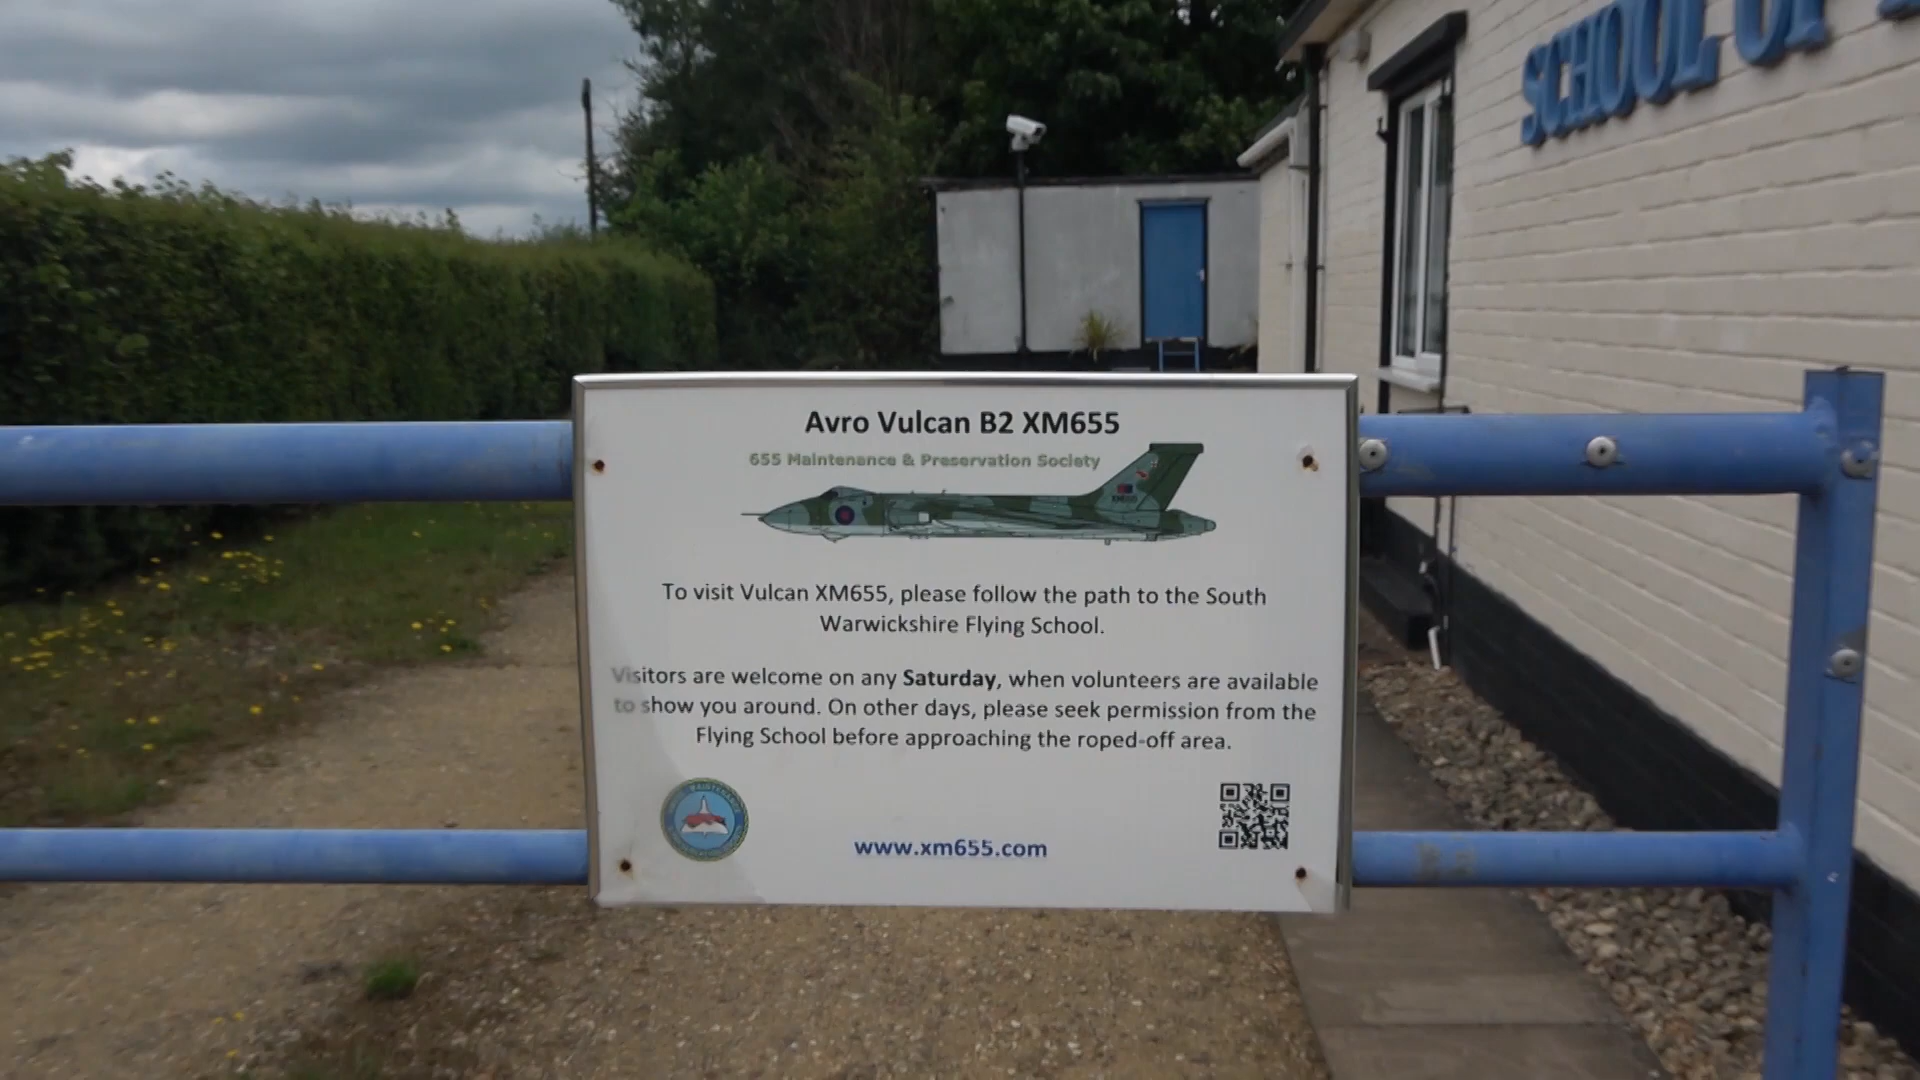 SCHOOL OF
Avro Vulcan B2 XM655
655 Maintenance & Preservation Society
To visit Vulcan XM655, please follow the path to the South
Warwickshire Flying School.
Visitors are welcome on any Saturday, when volunteers are available
to show you around. On other days, please seek permission from the
Flying School before approaching the roped-off area.
www.xm655.com